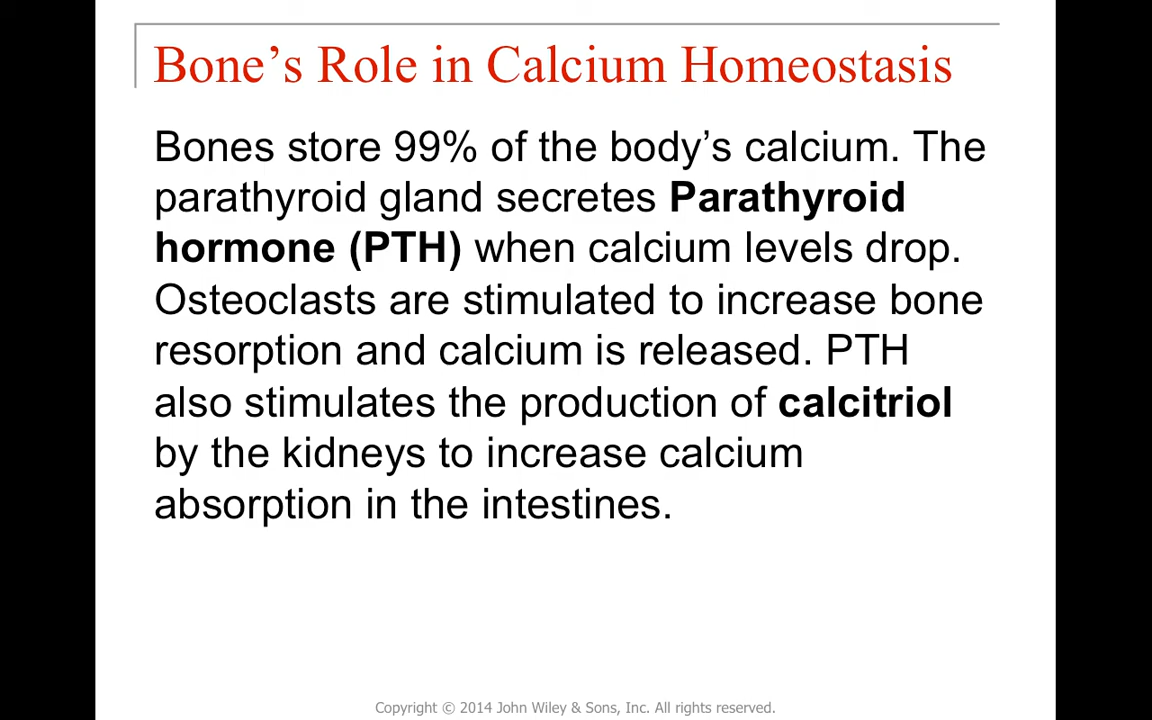 Bone’s Role in Calcium Homeostasis
Bones store 99% of the body’s calcium. The
parathyroid gland secretes Parathyroid
hormone (PTH) when calcium levels drop.
Osteoclasts are stimulated to increase bone
resorption and calcium is released. PTH
also stimulates the production of calcitriol
by the kidneys to increase calcium
absorption in the intestines.
Copyright © 2014 John Wiley & Sons, Inc. All rights reserved.